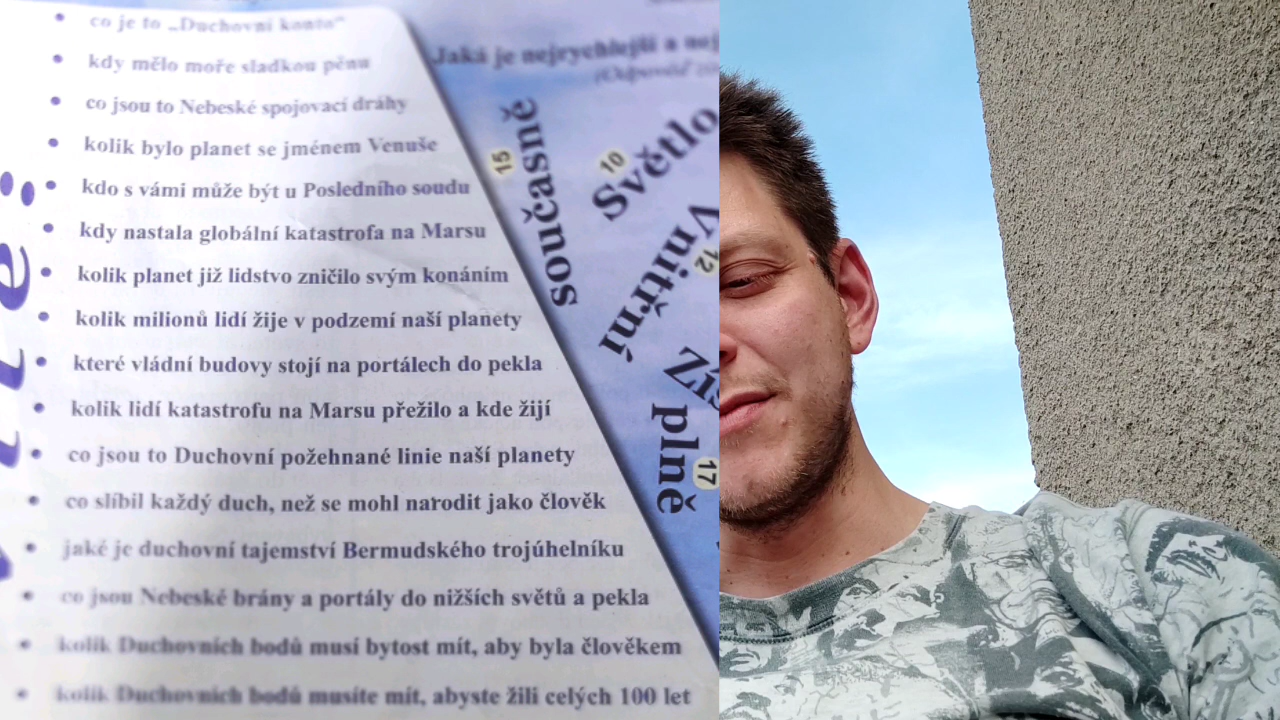 co je to „Duchovní konto“
kdy mělo moře sladkou pěnu
co jsou to Nebeské spojovací dráhy
kolik bylo planet se jménem Venuše
kdo s vámi může být u Posledního soudu
kdy nastala globální katastrofa na Marsu
kolik planet již lidstvo zničilo svým konáním
kolik milionů lidí žije v podzemí naší planety
které vládní budovy stojí na portálech do pekla
kolik lidí katastrofu na Marsu přežilo a kde žijí
co jsou to Duchovní požehnané linie naší planety
co slíbil každý duch, než se mohl narodit jako člověk
jaké je duchovní tajemství Bermudského trojúhelníku
co jsou Nebeské brány a portály do nižších světů a pekla
kolik Duchovních bodů musí bytost mít, aby byla člověkem
kolik Duchovních bodů musíte mít, abyste žili celých 100 let
Jaká je nejrychlejší a nej
(Odpověď
15
současně
10
Světlo
12
Vnitřní
17
plně